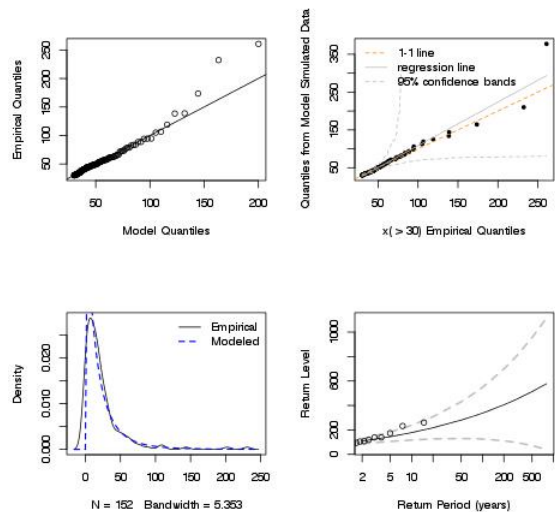 Empirical Quantiles
250
150
50
50
100
150
200
Model Quantiles
Quantiles from Model Simulated Data
350
250
150
50
1-1 line
regression line
95% confidence bands
50
100
150
200
250
x( > 30) Empirical Quantiles
Density
0.020
0.010
0.000
Empirical
Modeled
0
50
100
150
200
250
N = 152 Bandwidth = 5.353
Return Level
1000
600
200
0
2
5
10
50
200
500
Return Period (years)